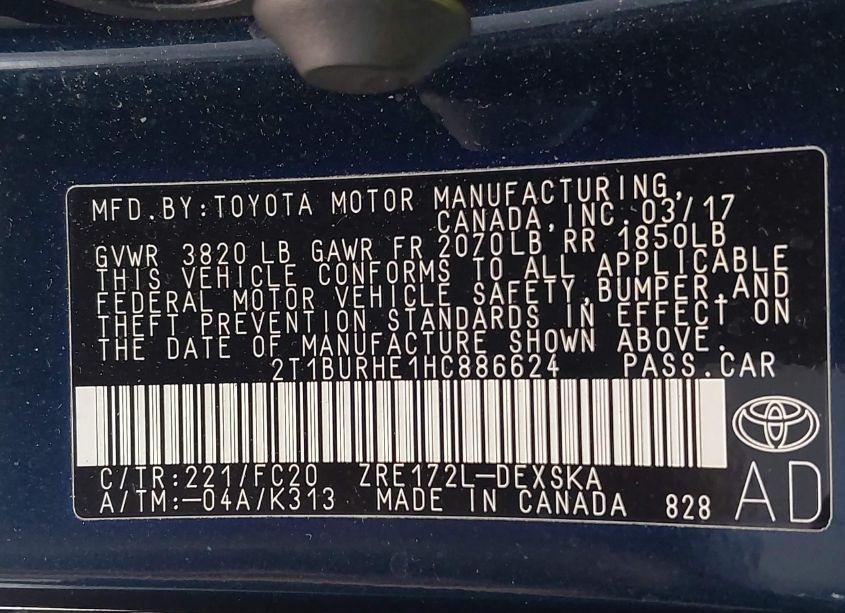 MFD.BY:TOYOTA MOTOR MANUFACTURING,
CANADA,INC. 03/17
GVWR 3820 LB GAWR FR 2070LB RR 1850LB
THIS VEHICLE CONFORMS TO ALL APPLICABLE
FEDERAL MOTOR VEHICLE SAFETY,BUMPER,AND
THEFT PREVENTION STANDARDS IN EFFECT ON
THE DATE OF MANUFACTURE SHOWN ABOVE.
2T1BURHE1HC886624 PASS.CAR
C/TR:221/FC20 ZRE172L-DEXSKA
A/TM:-04A/K313 MADE IN CANADA 828 AD